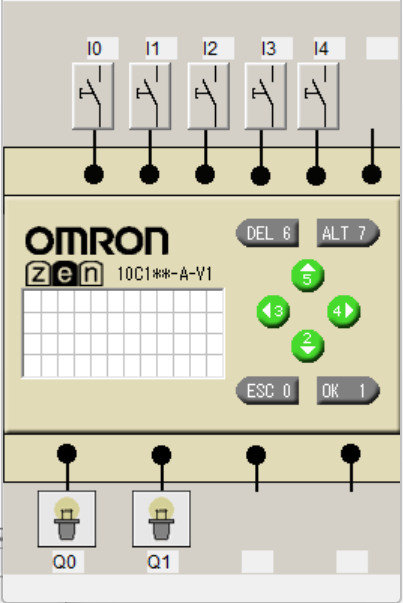 I0 I1 I2 I3 I4
OMRON
zen 10C1**-A-V1
DEL 6 ALT 7
5
3 4
2
ESC 0 OK 1
Q0 Q1